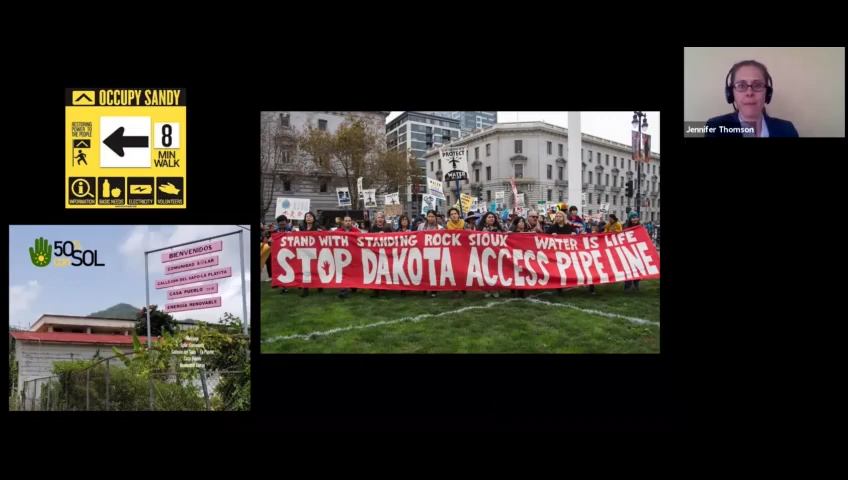 OCCUPY SANDY
RESTORING
POWER TO
THE PEOPLE
8
MIN
WALK
INFORMATION
BASIC NEEDS
ELECTRICITY
VOLUNTEERS
50
SOL
BIENVENIDOS
COMUNIDAD SOLAR
CALLEJON DEL SAPO-LA PLAYITA
CASA PUEBLO
ENERGIA RENOVABLE
PROTECT
WATER
STAND WITH STANDING ROCK SIOUX WATER IS LIFE
STOP DAKOTA ACCESS PIPELINE
Jennifer Thomson